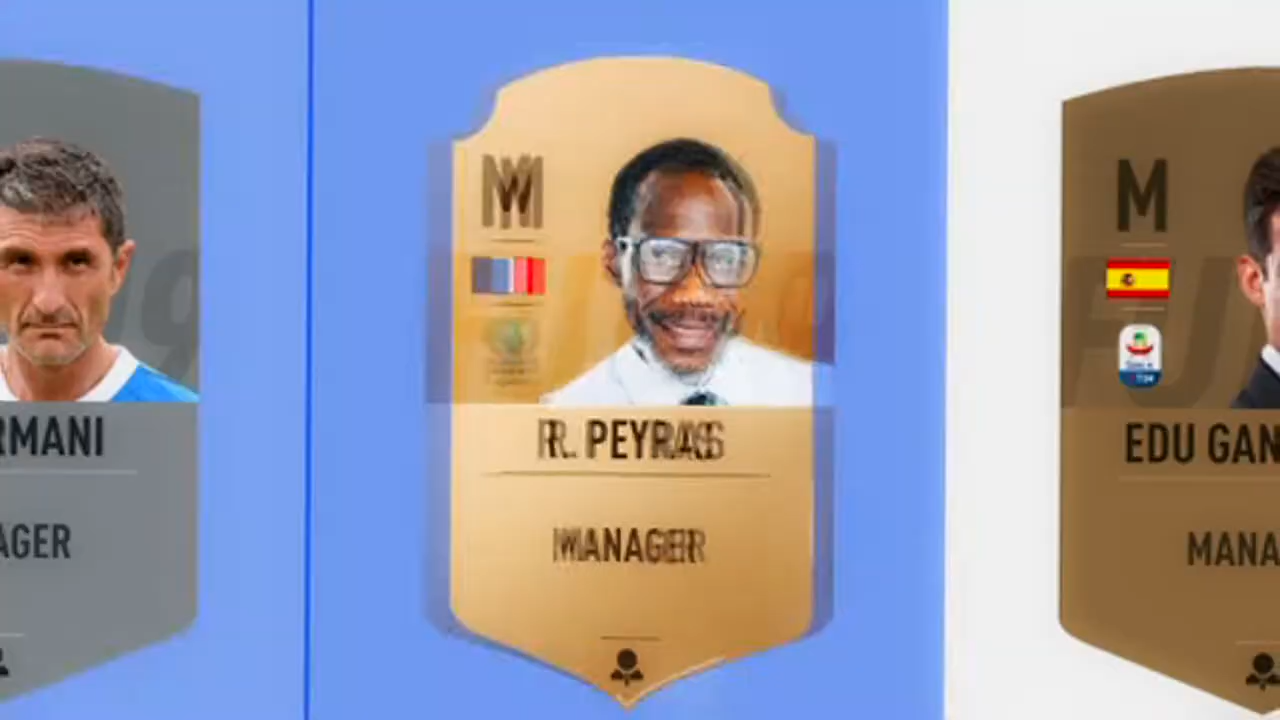 RMANI
AGER
M
R. PEYRAS
MANAGER
M
EDU GAN
MANA